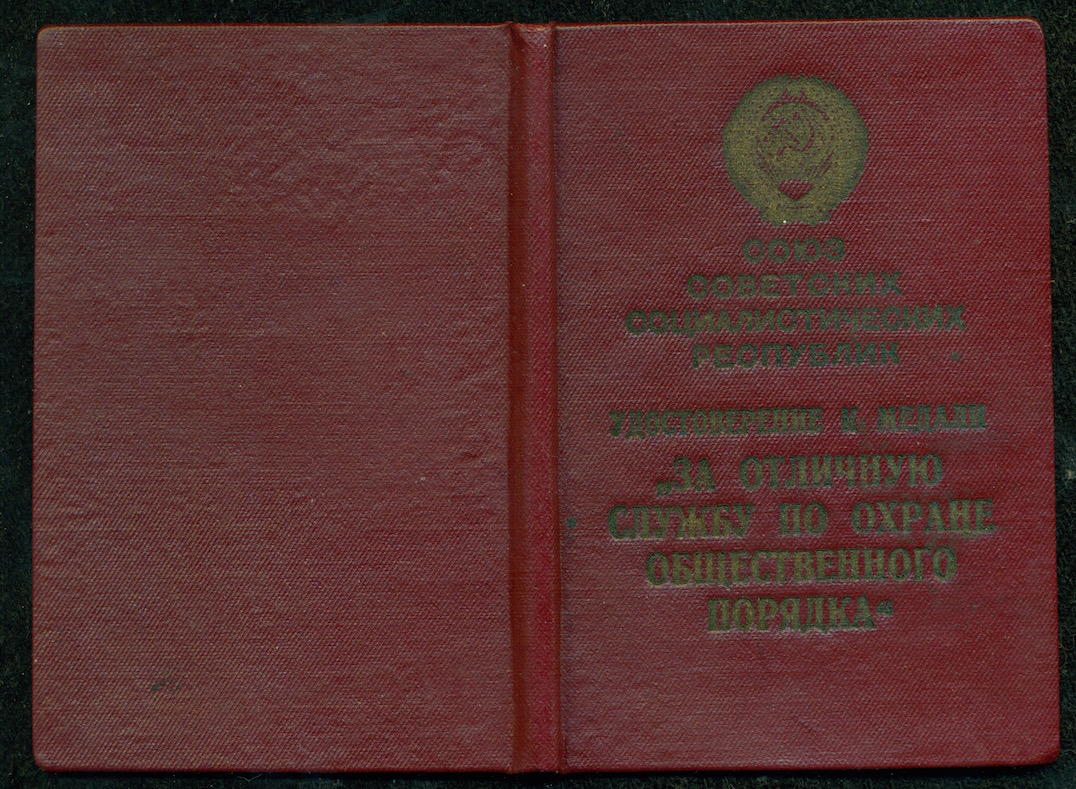 СОЮЗ
СОВЕТСКИХ
СОЦИАЛИСТИЧЕСКИХ
РЕСПУБЛИК
УДОСТОВЕРЕНИЕ К МЕДАЛИ
„ЗА ОТЛИЧНУЮ
СЛУЖБУ ПО ОХРАНЕ
ОБЩЕСТВЕННОГО
ПОРЯДКА“